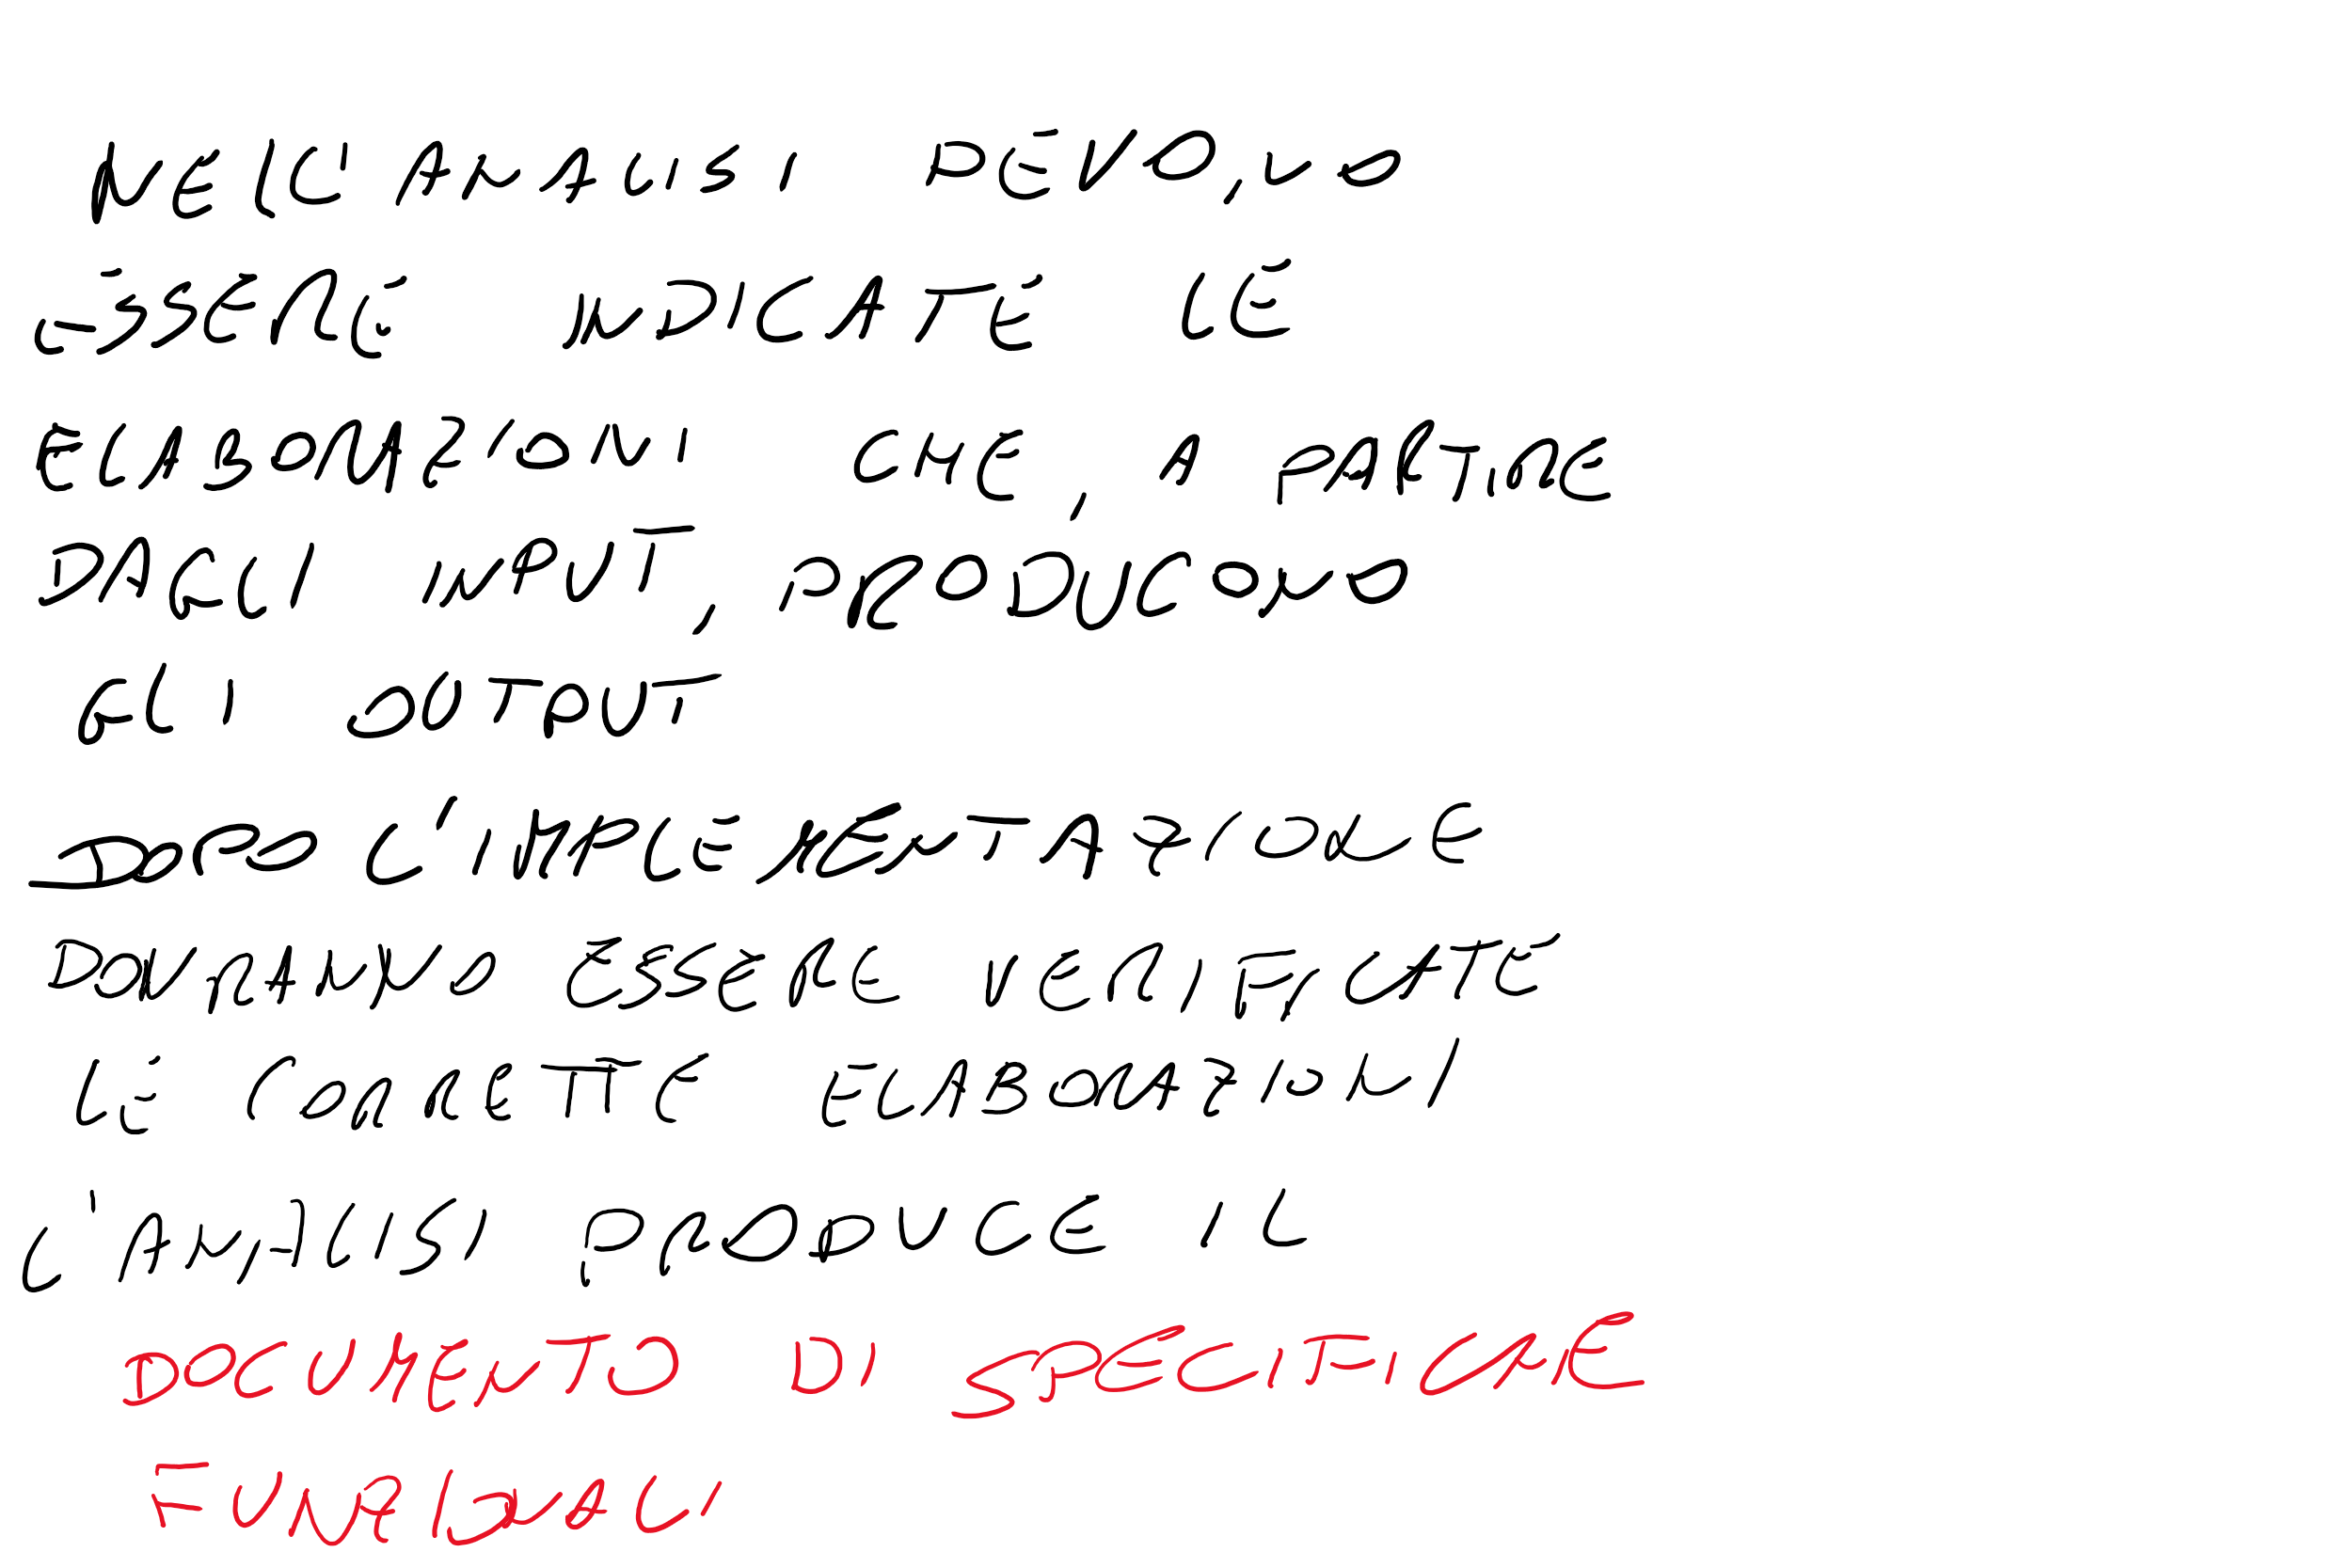 NELL'ANALISI DEVONO
ESSERE INDICATE LE
ELABORAZIONI CHE, A PARTIRE
DAGLI INPUT, PRODUCONO
GLI OUTPUT
DOPO L'IMPLEMENTAZIONE
DOVRANNO ESSERE VERIFICATE
LE CORRETTE ELABORAZIONI
L'ANALISI PRODUCE IL
DOCUMENTO DI SPECIFICHE
FUNZIONALI